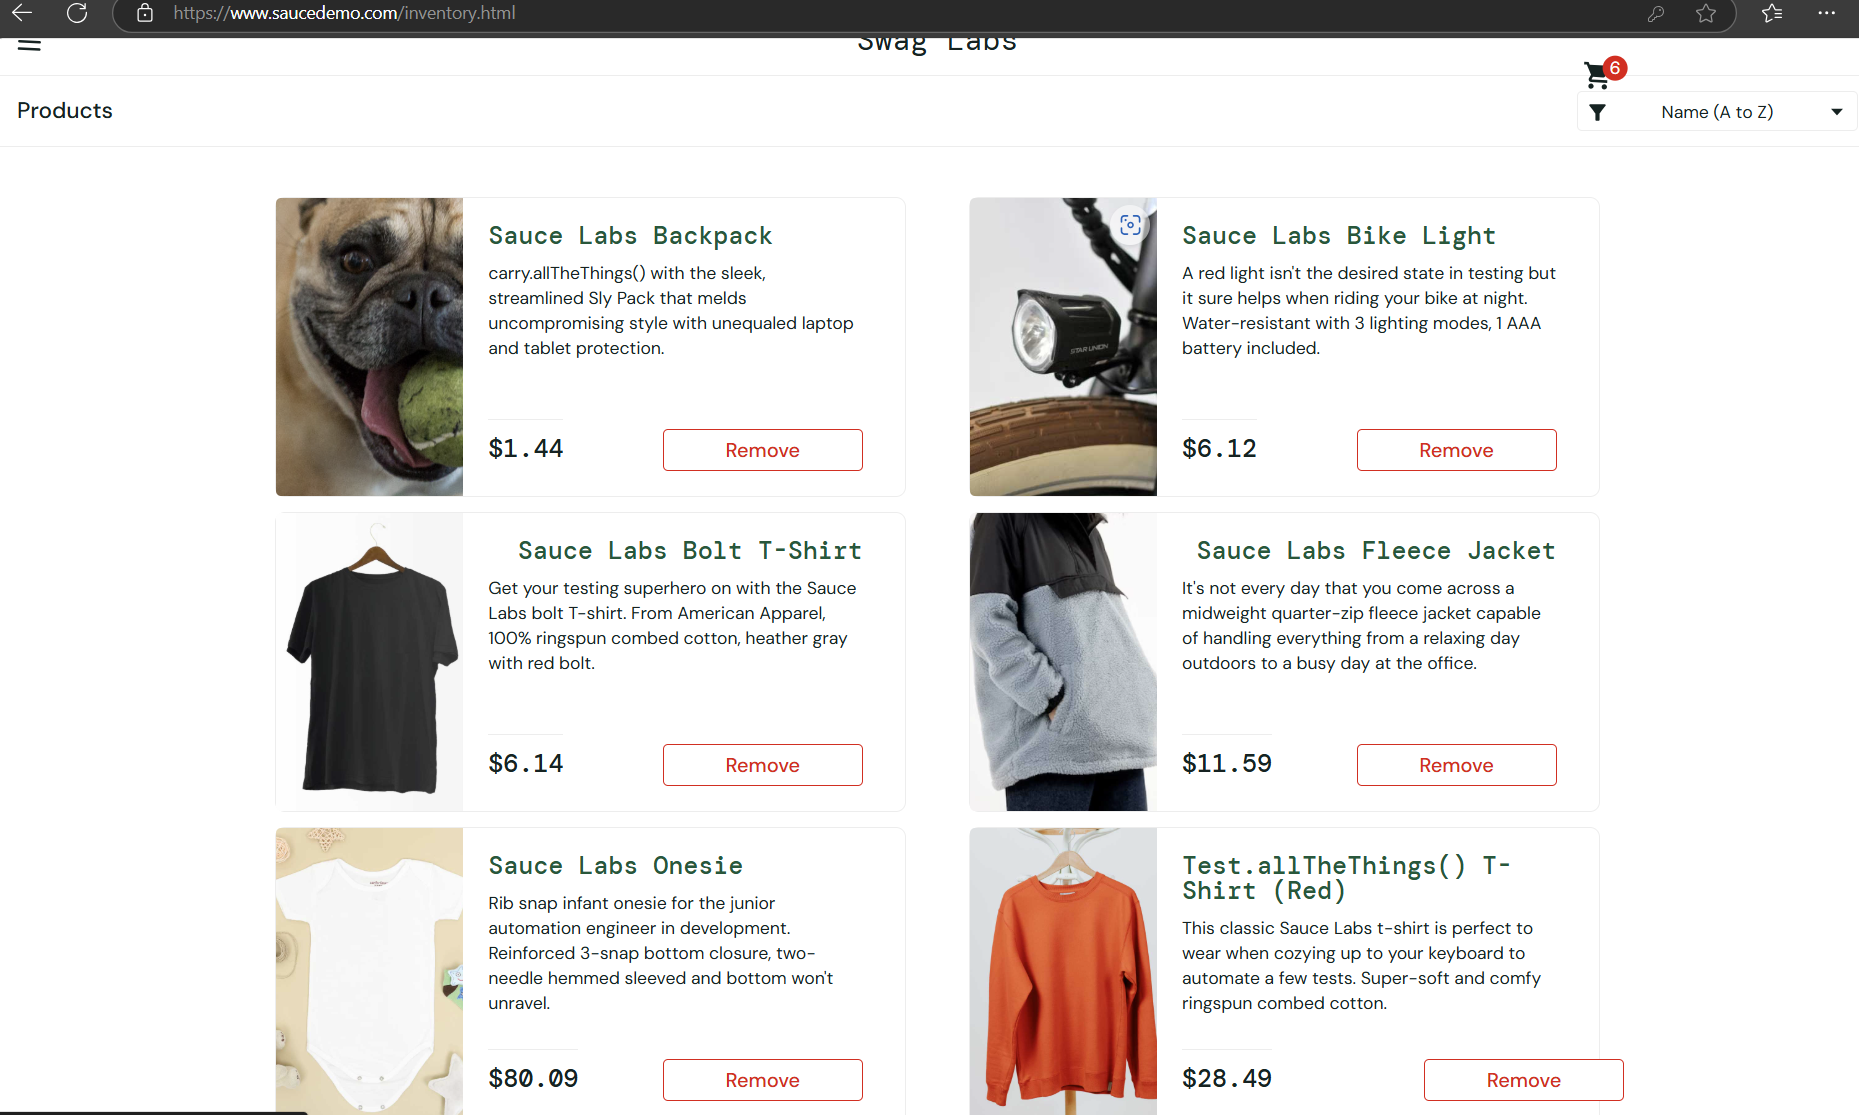 https://www.saucedemo.com/inventory.html
Swag Labs
6
Products
Name (A to Z)
Sauce Labs Backpack
carry.allTheThings() with the sleek,
streamlined Sly Pack that melds
uncompromising style with unequaled laptop
and tablet protection.
$1.44
Remove
Sauce Labs Bike Light
A red light isn't the desired state in testing but
it sure helps when riding your bike at night.
Water-resistant with 3 lighting modes, 1 AAA
battery included.
STAR UNION
$6.12
Remove
Sauce Labs Bolt T-Shirt
Get your testing superhero on with the Sauce
Labs bolt T-shirt. From American Apparel,
100% ringspun combed cotton, heather gray
with red bolt.
$6.14
Remove
Sauce Labs Fleece Jacket
It's not every day that you come across a
midweight quarter-zip fleece jacket capable
of handling everything from a relaxing day
outdoors to a busy day at the office.
$11.59
Remove
Sauce Labs Onesie
Rib snap infant onesie for the junior
automation engineer in development.
Reinforced 3-snap bottom closure, two-
needle hemmed sleeved and bottom won't
unravel.
$80.09
Remove
Test.allTheThings() T-
Shirt (Red)
This classic Sauce Labs t-shirt is perfect to
wear when cozying up to your keyboard to
automate a few tests. Super-soft and comfy
ringspun combed cotton.
$28.49
Remove